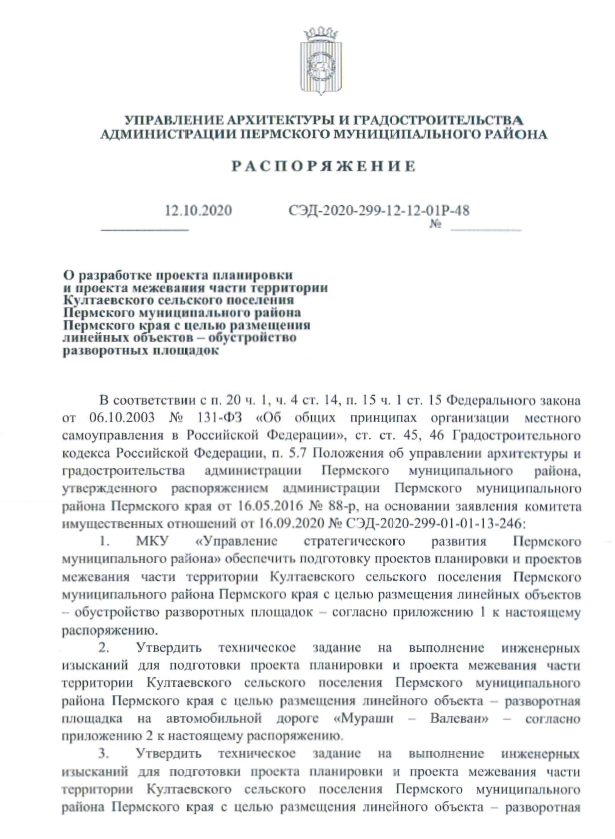 УПРАВЛЕНИЕ АРХИТЕКТУРЫ И ГРАДОСТРОИТЕЛЬСТВА
АДМИНИСТРАЦИИ ПЕРМСКОГО МУНИЦИПАЛЬНОГО РАЙОНА
РАСПОРЯЖЕНИЕ
12.10.2020 СЭД-2020-299-12-12-01Р-48
№
О разработке проекта планировки
и проекта межевания части территории
Култаевского сельского поселения
Пермского муниципального района
Пермского края с целью размещения
линейных объектов – обустройство
разворотных площадок
В соответствии с п. 20 ч. 1, ч. 4 ст. 14, п. 15 ч. 1 ст. 15 Федерального закона
от 06.10.2003 № 131-ФЗ «Об общих принципах организации местного
самоуправления в Российской Федерации», ст. ст. 45, 46 Градостроительного
кодекса Российской Федерации, п. 5.7 Положения об управлении архитектуры и
градостроительства администрации Пермского муниципального района,
утвержденного распоряжением администрации Пермского муниципального
района Пермского края от 16.05.2016 № 88-р, на основании заявления комитета
имущественных отношений от 16.09.2020 № СЭД-2020-299-01-01-13-246:
1. МКУ «Управление стратегического развития Пермского
муниципального района» обеспечить подготовку проектов планировки и проектов
межевания части территории Култаевского сельского поселения Пермского
муниципального района Пермского края с целью размещения линейных объектов
– обустройство разворотных площадок – согласно приложению 1 к настоящему
распоряжению.
2. Утвердить техническое задание на выполнение инженерных
изысканий для подготовки проекта планировки и проекта межевания части
территории Култаевского сельского поселения Пермского муниципального
района Пермского края с целью размещения линейного объекта – разворотная
площадка на автомобильной дороге «Мураши – Валеваи» – согласно
приложению 2 к настоящему распоряжению.
3. Утвердить техническое задание на выполнение инженерных
изысканий для подготовки проекта планировки и проекта межевания части
территории Култаевского сельского поселения Пермского муниципального
района Пермского края с целью размещения линейного объекта – разворотная